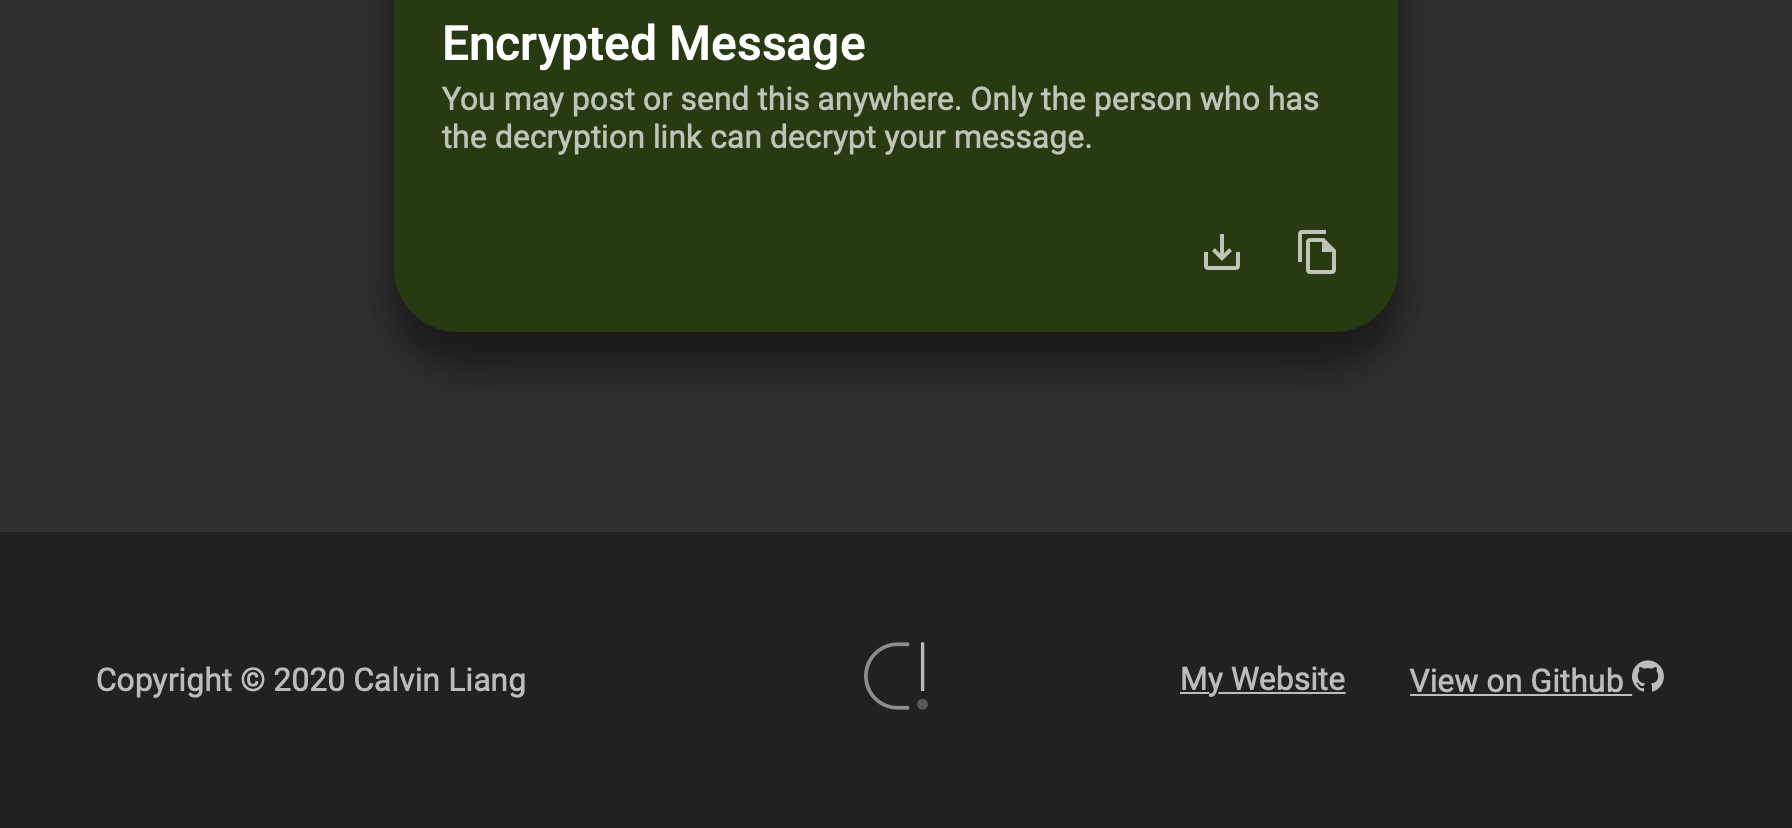 Encrypted Message
You may post or send this anywhere. Only the person who has
the decryption link can decrypt your message.
Copyright © 2020 Calvin Liang
My Website
View on Github